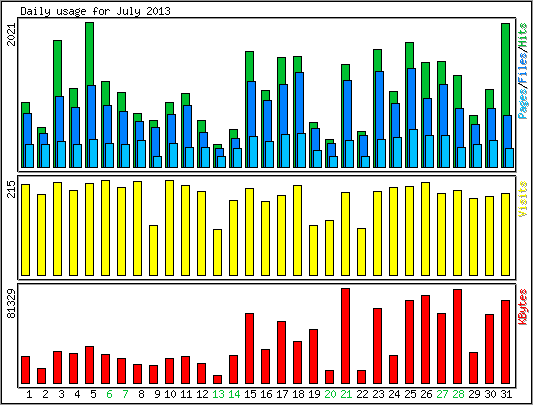 Daily usage for July 2013
2021
Pages/Files/Hits
215
Visits
81329
KBytes
1 2 3 4 5 6 7 8 9 10 11 12 13 14 15 16 17 18 19 20 21 22 23 24 25 26 27 28 29 30 31